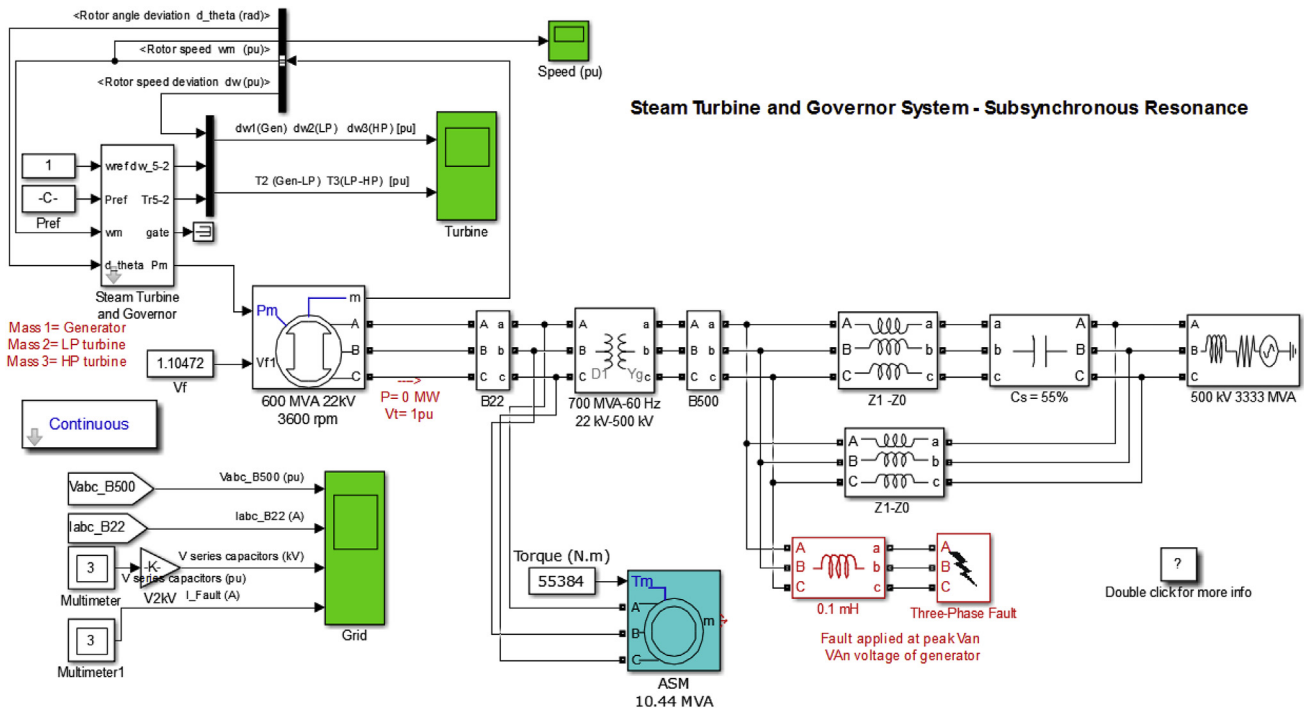 <Rotor angle deviation d_theta (rad)>
<Rotor speed wm (pu)>
<Rotor speed deviation dw (pu)>
Speed (pu)
Steam Turbine and Governor System - Subsynchronous Resonance
dw1(Gen) dw2(LP) dw3(HP) [pu]
T2 (Gen-LP) T3(LP-HP) [pu]
Turbine
1
-C-
Pref
wref dw_5-2
Pref Tr5-2
wm gate
d_theta Pm
Steam Turbine
and Governor
Mass 1= Generator
Mass 2= LP turbine
Mass 3= HP turbine
1.10472
Vf
Pm
m
Vf1
A
B
C
600 MVA 22kV
3600 rpm
--->
P= 0 MW
Vt= 1pu
A a
B b
C c
B22
A a
B b
C c
D1 Yg
700 MVA-60 Hz
22 kV-500 kV
A a
B b
C c
B500
A a
B b
C c
Z1 -Z0
a A
b B
c C
Cs = 55%
A
B
C
500 kV 3333 MVA
A a
B b
C c
Z1-Z0
Continuous
Vabc_B500
Vabc_B500 (pu)
Iabc_B22
Iabc_B22 (A)
3
Multimeter
-K-
V2kV
V series capacitors (kV)
V series capacitors (pu)
I_Fault (A)
3
Multimeter1
Grid
Torque (N.m)
55384
Tm
A
B
C
m
ASM
10.44 MVA
A a
B b
C c
0.1 mH
A
B
C
Three-Phase Fault
Fault applied at peak Van
VAn voltage of generator
?
Double click for more info